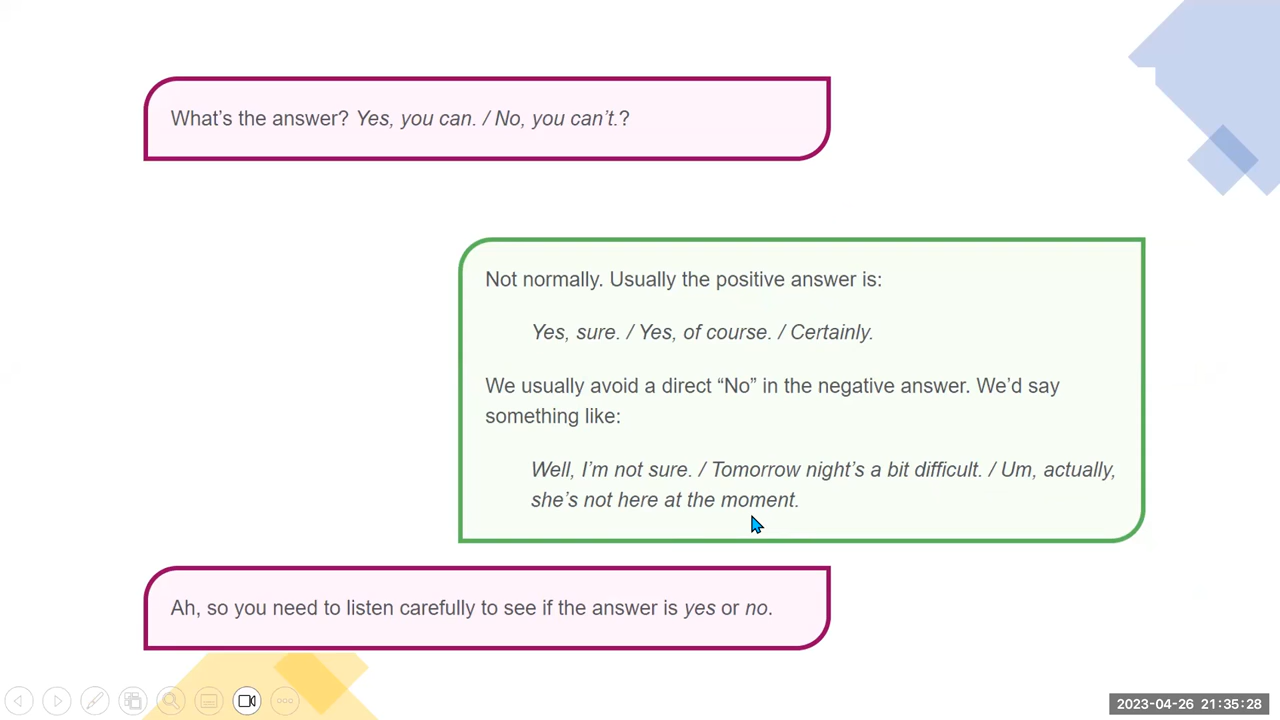 What’s the answer? Yes, you can. / No, you can’t.?
Not normally. Usually the positive answer is:
Yes, sure. / Yes, of course. / Certainly.
We usually avoid a direct “No” in the negative answer. We’d say
something like:
Well, I’m not sure. / Tomorrow night’s a bit difficult. / Um, actually,
she’s not here at the moment.
Ah, so you need to listen carefully to see if the answer is yes or no.
2023-04-26 21:35:28